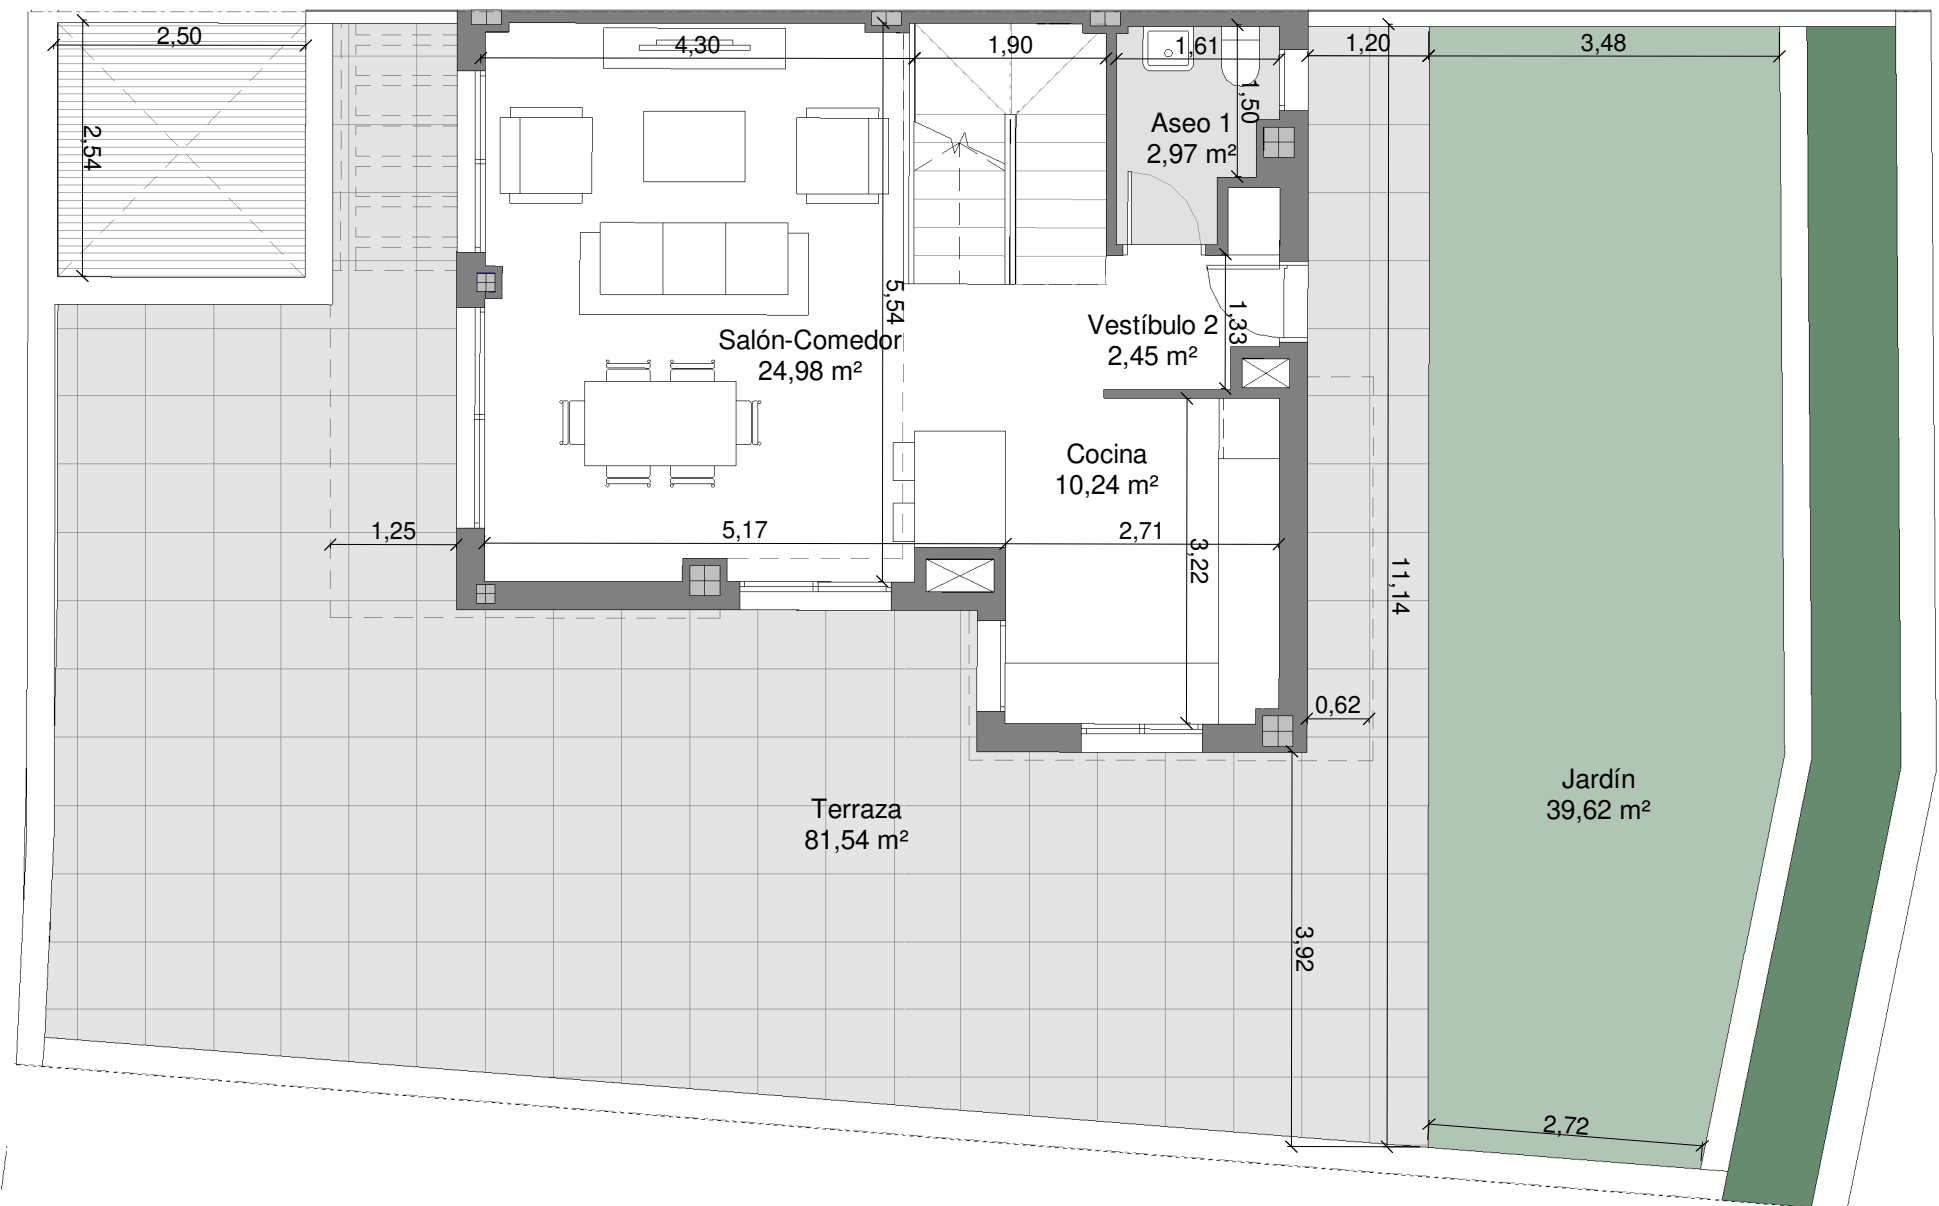 2,50
4,30
1,90
1,61
1,20
3,48
2,54
1,50
Aseo 1
2,97 m²
5,54
1,33
Salón-Comedor
24,98 m²
Vestíbulo 2
2,45 m²
Cocina
10,24 m²
1,25
5,17
2,71
3,22
11,14
0,62
Terraza
81,54 m²
Jardín
39,62 m²
3,92
2,72